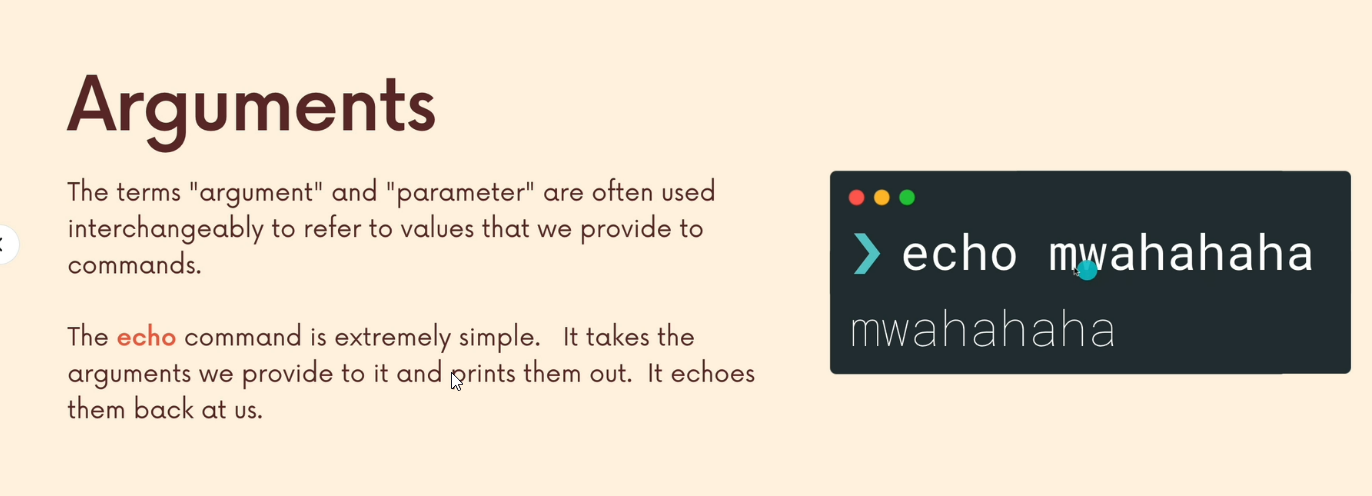 Arguments
The terms "argument" and "parameter" are often used
interchangeably to refer to values that we provide to
commands.
The echo command is extremely simple. It takes the
arguments we provide to it and prints them out. It echoes
them back at us.
❯ echo mwahahaha
mwahahaha